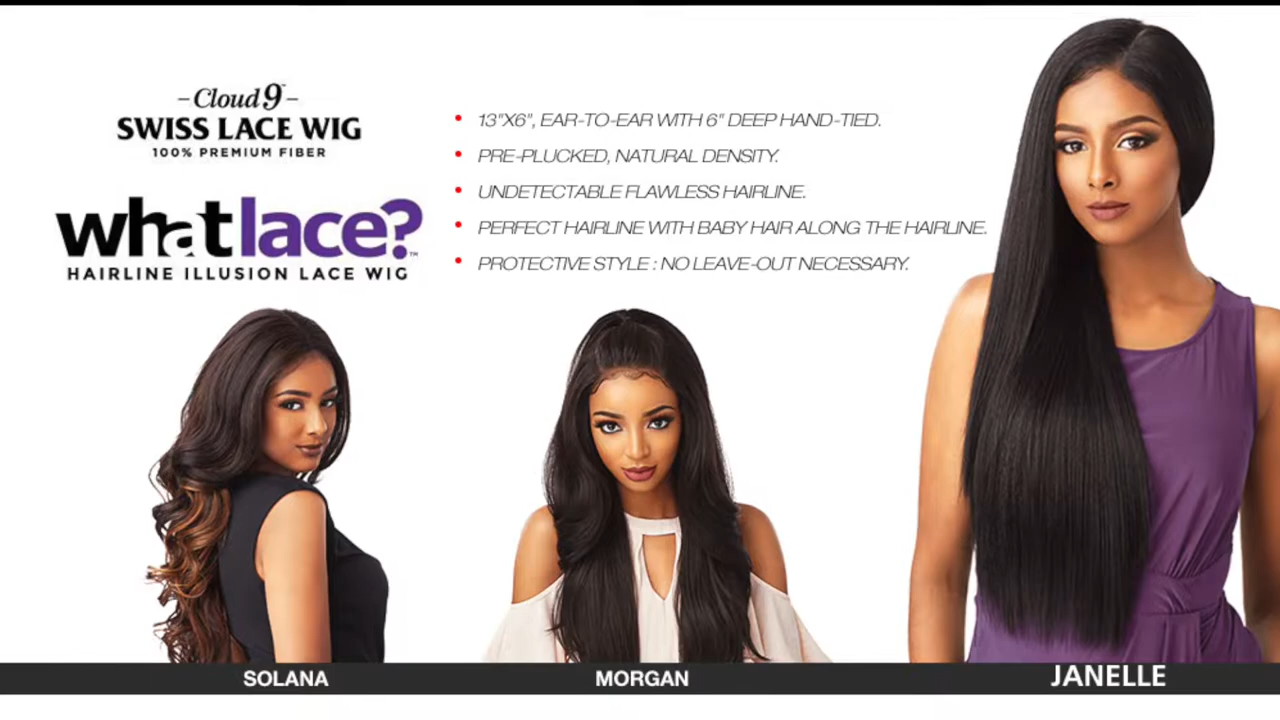 Cloud 9™
SWISS LACE WIG
100% PREMIUM FIBER
whatlace?™
HAIRLINE ILLUSION LACE WIG
• 13"X6", EAR-TO-EAR WITH 6" DEEP HAND-TIED.
• PRE-PLUCKED, NATURAL DENSITY.
• UNDETECTABLE FLAWLESS HAIRLINE.
• PERFECT HAIRLINE WITH BABY HAIR ALONG THE HAIRLINE.
• PROTECTIVE STYLE : NO LEAVE-OUT NECESSARY.
SOLANA
MORGAN
JANELLE